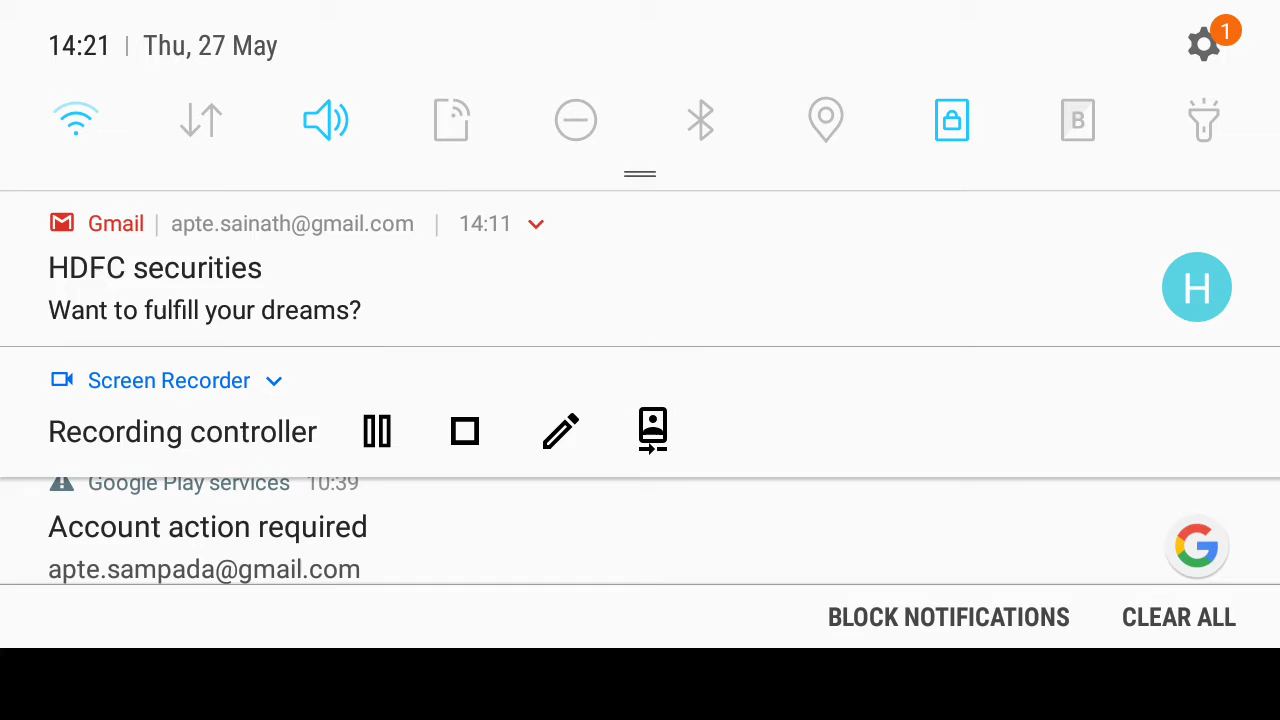 14:21 | Thu, 27 May
1
B
Gmail | apte.sainath@gmail.com | 14:11
HDFC securities
Want to fulfill your dreams?
H
Screen Recorder
Recording controller
Google Play services 10:39
Account action required
G
apte.sampada@gmail.com
BLOCK NOTIFICATIONS CLEAR ALL